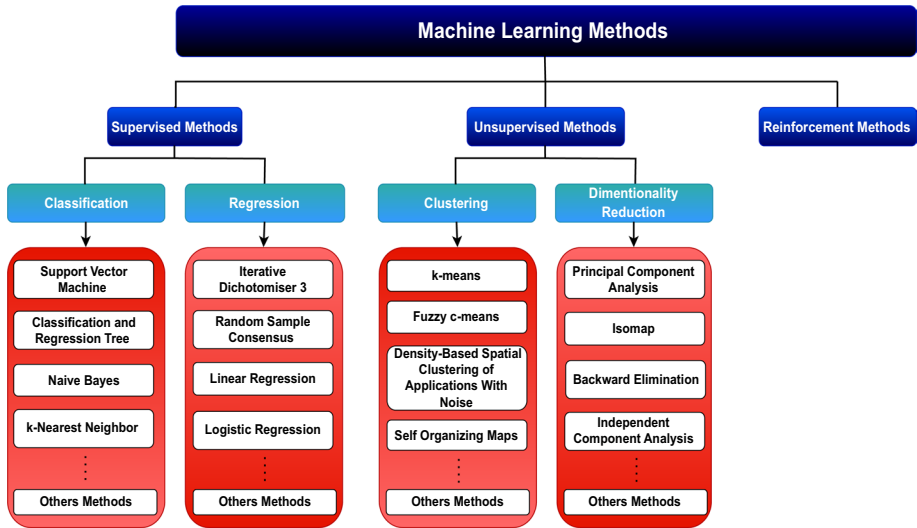 Machine Learning Methods
Supervised Methods
Unsupervised Methods
Reinforcement Methods
Classification
Regression
Clustering
Dimentionality
Reduction
Support Vector
Machine
Classification and
Regression Tree
Naive Bayes
k-Nearest Neighbor
Others Methods
Iterative
Dichotomiser 3
Random Sample
Consensus
Linear Regression
Logistic Regression
Others Methods
k-means
Fuzzy c-means
Density-Based Spatial
Clustering of
Applications With
Noise
Self Organizing Maps
Others Methods
Principal Component
Analysis
Isomap
Backward Elimination
Independent
Component Analysis
Others Methods